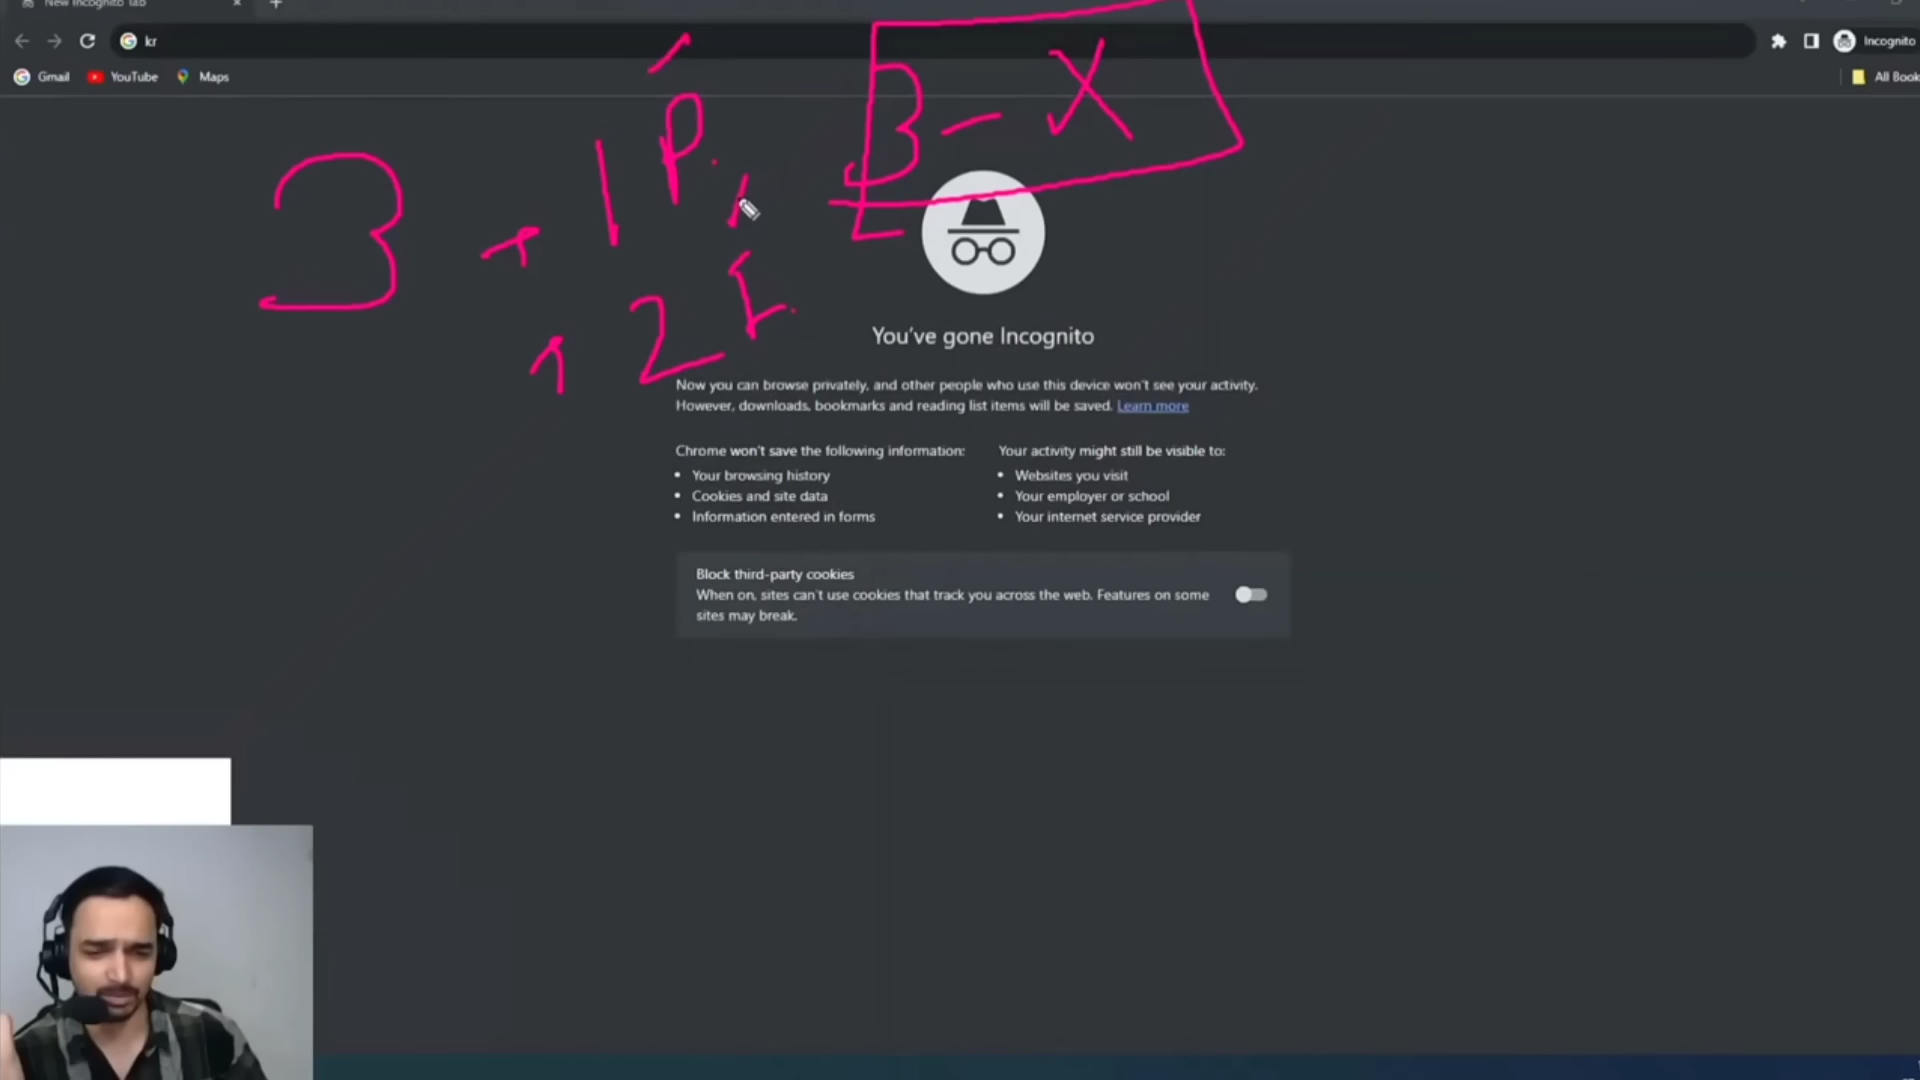 New Incognito Tab
kr
Incognito
Gmail YouTube Maps
All Book
1 P. B - X
3
2 I.
You've gone Incognito
Now you can browse privately, and other people who use this device won't see your activity.
However, downloads, bookmarks and reading list items will be saved. Learn more
Chrome won't save the following information:
• Your browsing history
• Cookies and site data
• Information entered in forms
Your activity might still be visible to:
• Websites you visit
• Your employer or school
• Your internet service provider
Block third-party cookies
When on, sites can't use cookies that track you across the web. Features on some
sites may break.